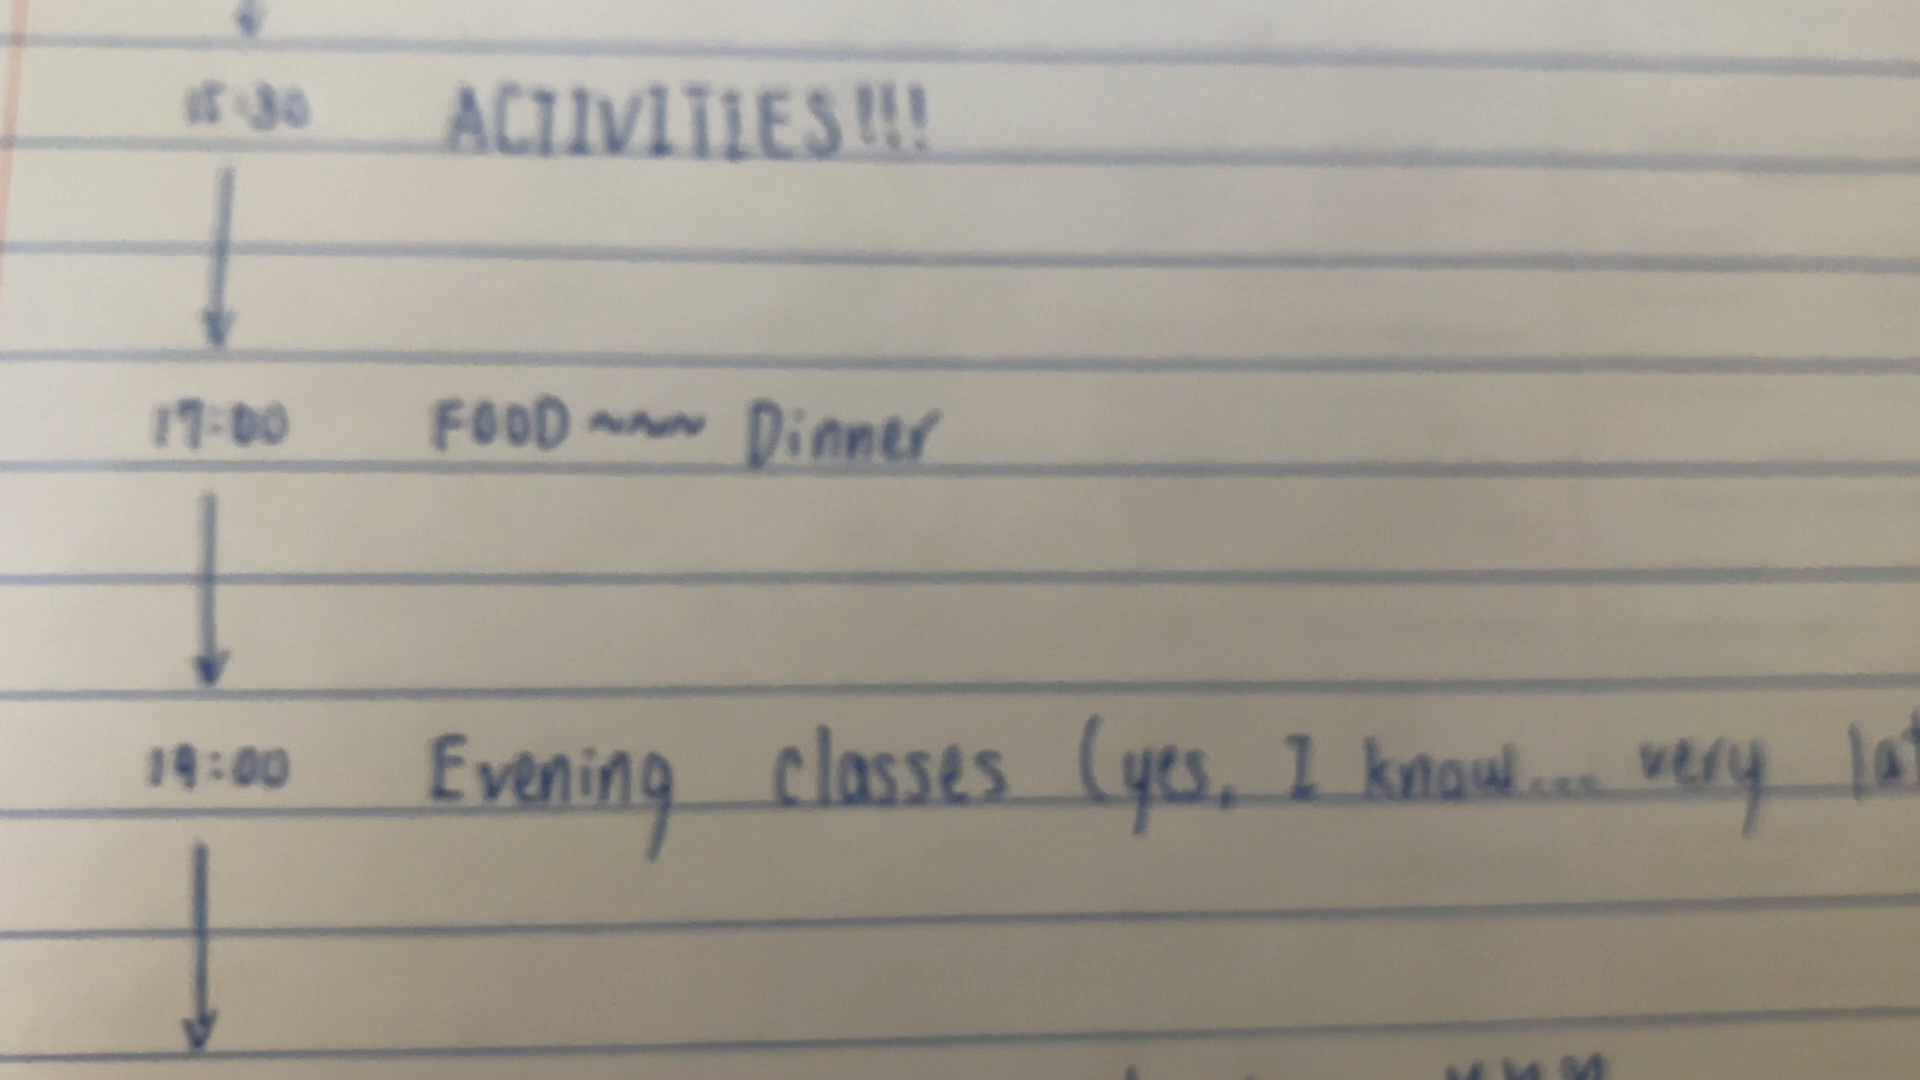 15:30 ACTIVITIES!!!
17:00 FOOD ~~~ Dinner
19:00 Evening classes (yes, I know... very